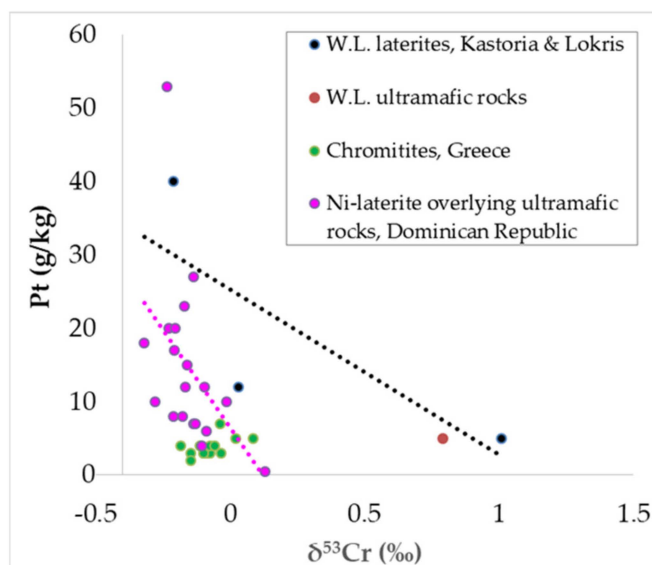 60
50
40
30
20
10
0
-0.5
0
0.5
1
1.5
Pt (g/kg)
δ⁵³Cr (‰)
W.L. laterites, Kastoria & Lokris
W.L. ultramafic rocks
Chromitites, Greece
Ni-laterite overlying ultramafic
rocks, Dominican Republic